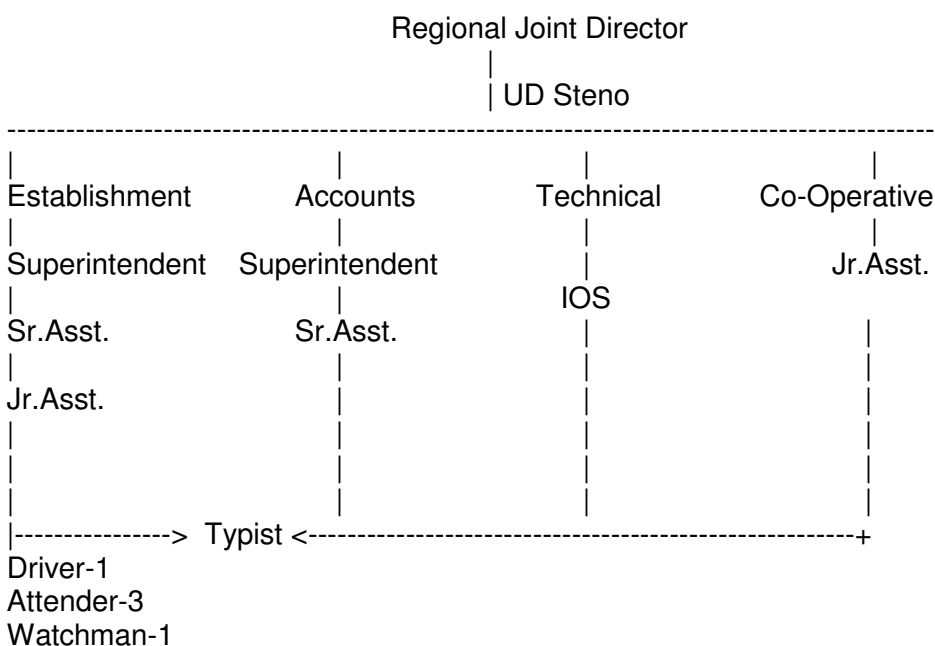 Regional Joint Director
UD Steno
Establishment Accounts Technical Co-Operative
Superintendent Superintendent Jr.Asst.
IOS
Sr.Asst. Sr.Asst.
Jr.Asst.
Typist
Driver-1
Attender-3
Watchman-1